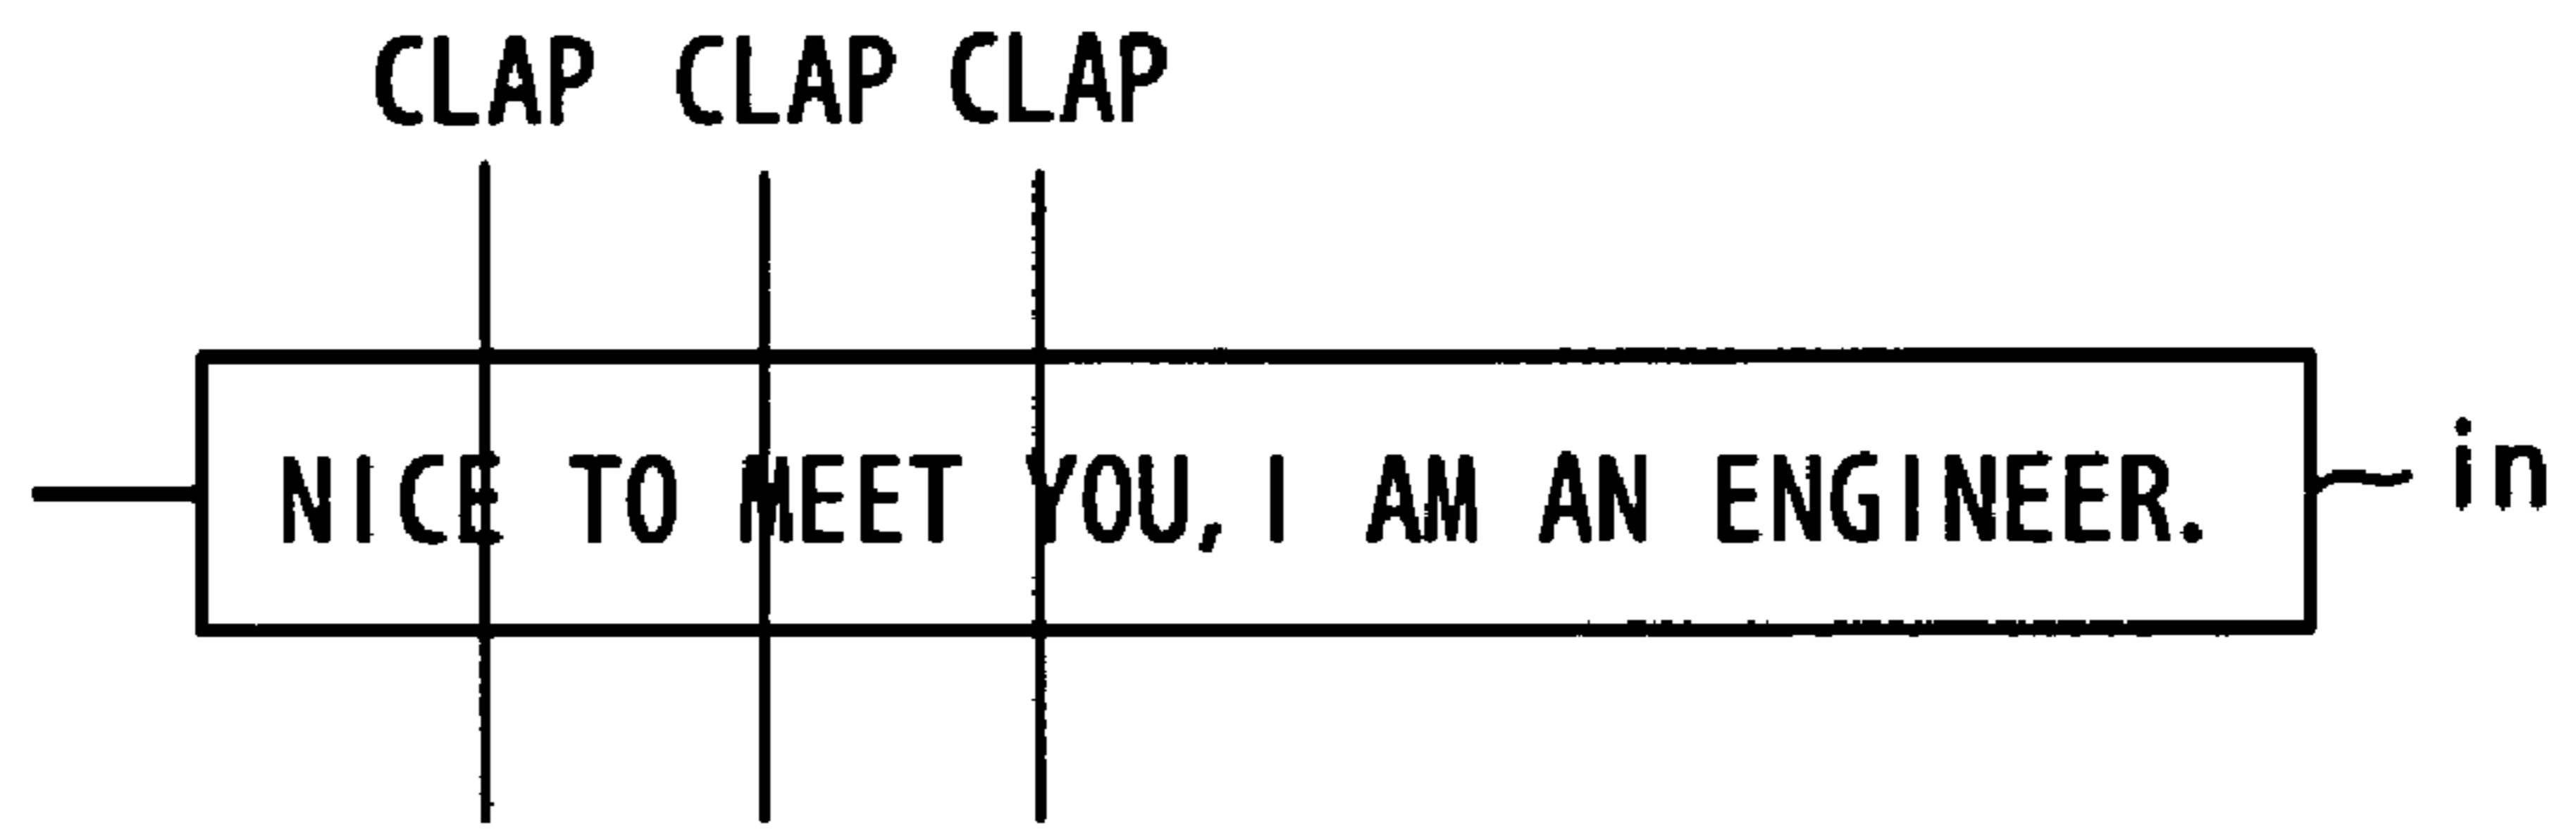 CLAP CLAP CLAP
NICE TO MEET YOU, I AM AN ENGINEER.
in